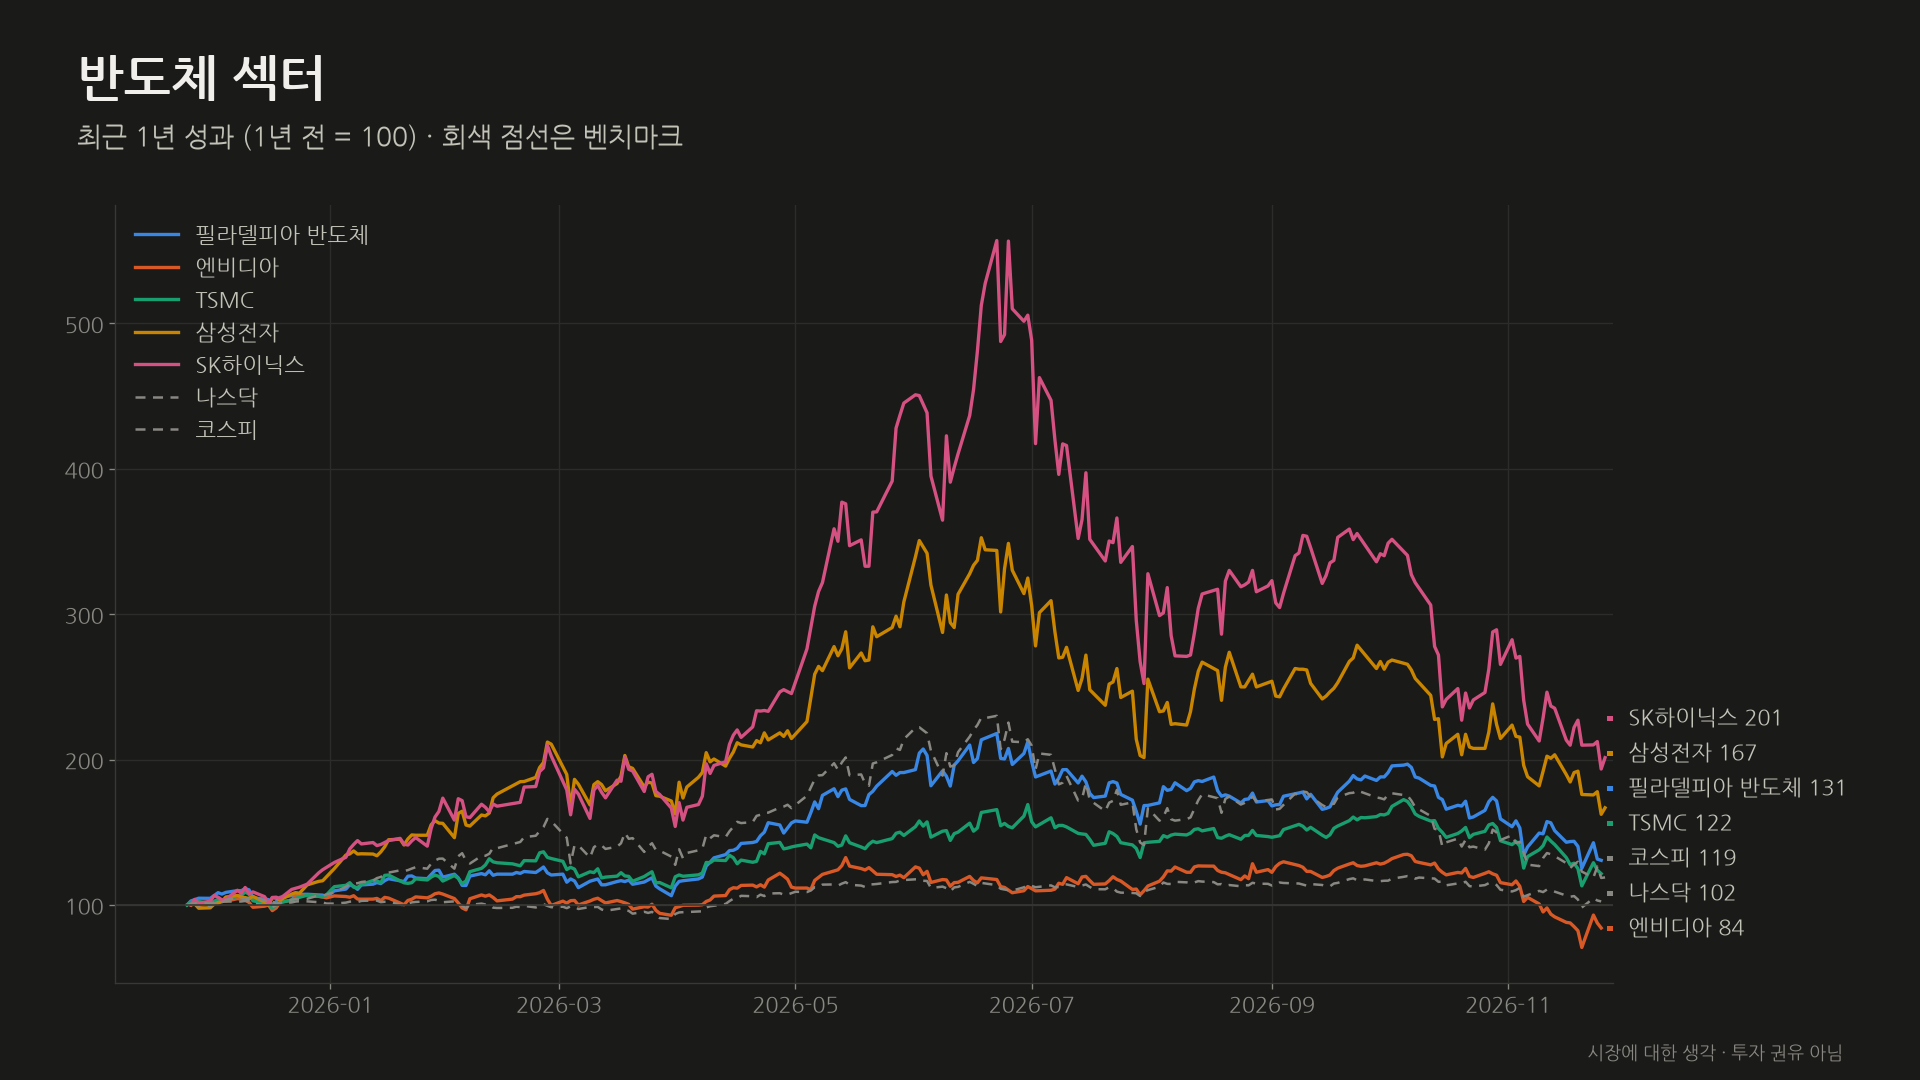 반도체 섹터
최근 1년 성과 (1년 전 = 100) · 회색 점선은 벤치마크
필라델피아 반도체
엔비디아
TSMC
삼성전자
SK하이닉스
나스닥
코스피
500
400
300
200
100
SK하이닉스 201
삼성전자 167
필라델피아 반도체 131
TSMC 122
코스피 119
나스닥 102
엔비디아 84
2026-01
2026-03
2026-05
2026-07
2026-09
2026-11
시장에 대한 생각 · 투자 권유 아님